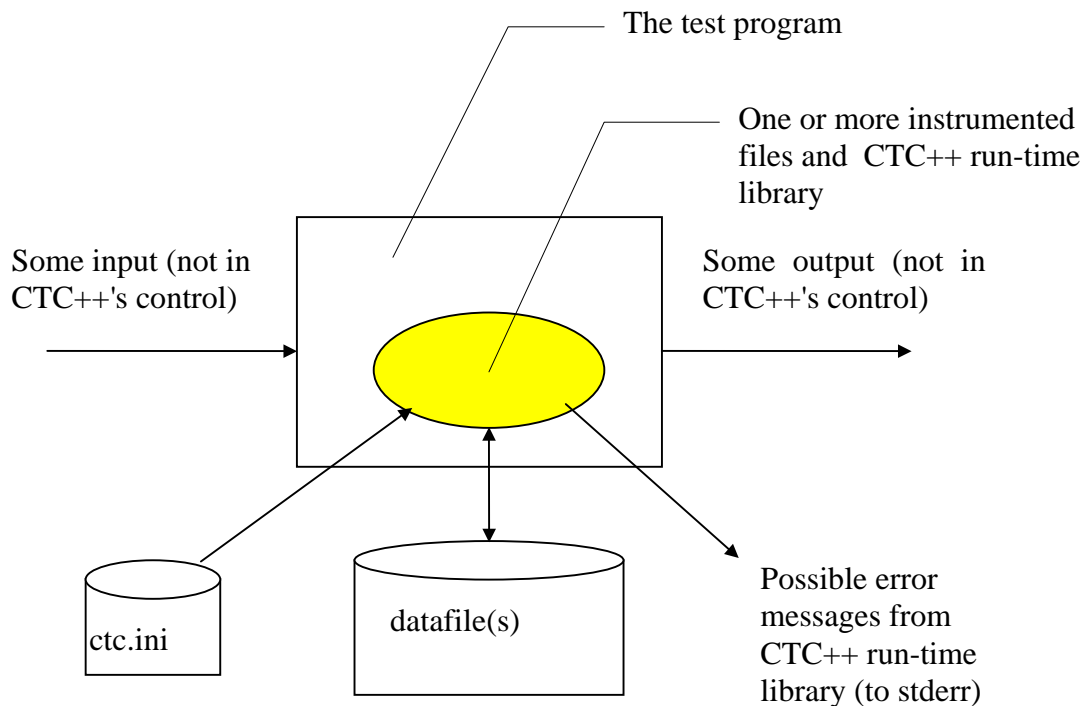 The test program
One or more instrumented
files and CTC++ run-time
library
Some input (not in
CTC++'s control)
Some output (not in
CTC++'s control)
ctc.ini
datafile(s)
Possible error
messages from
CTC++ run-time
library (to stderr)